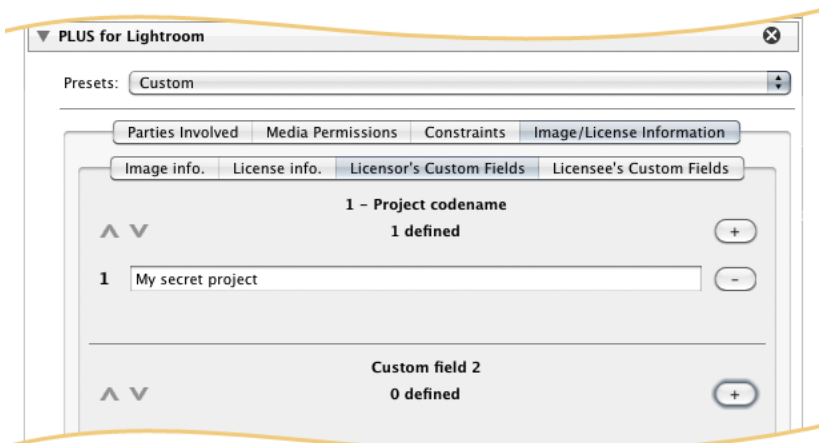 PLUS for Lightroom
Presets: Custom
Parties Involved Media Permissions Constraints Image/License Information
Image info. License info. Licensor's Custom Fields Licensee's Custom Fields
1 – Project codename
1 defined
+
1 My secret project
-
Custom field 2
0 defined
+